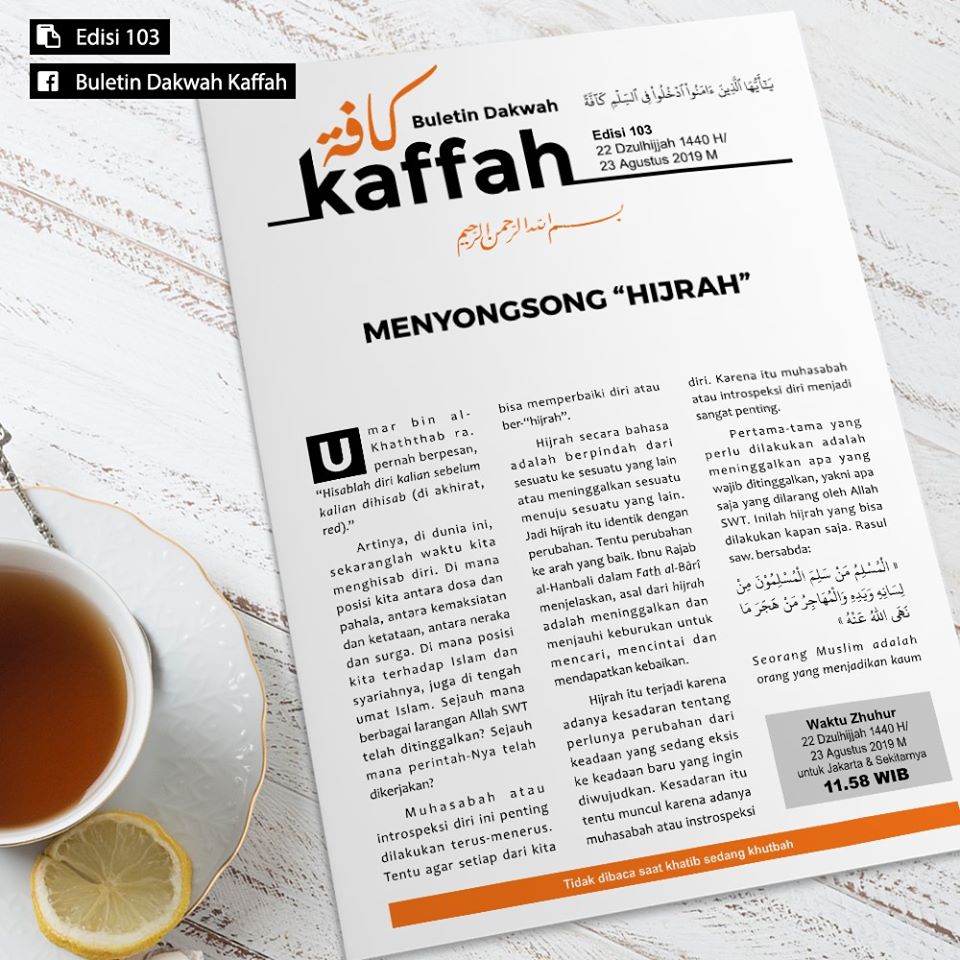 Edisi 103
Buletin Dakwah Kaffah
كافة
Buletin Dakwah
kaffah
يَـٰٓأَيُّهَا ٱلَّذِينَ ءَامَنُوا۟ ٱدْخُلُوا۟ فِى ٱلسِّلْمِ كَآفَّةً
Edisi 103
22 Dzulhijjah 1440 H/
23 Agustus 2019 M
بسم الله الرحمن الرحيم
MENYONGSONG “HIJRAH”
Umar bin al-
Khaththab ra.
pernah berpesan,
“Hisablah diri kalian sebelum
kalian dihisab (di akhirat,
red).”
Artinya, di dunia ini,
sekaranglah waktu kita
menghisab diri. Di mana
posisi kita antara dosa dan
pahala, antara kemaksiatan
dan ketataan, antara neraka
dan surga. Di mana posisi
kita terhadap Islam dan
syariahnya, juga di tengah
umat Islam. Sejauh mana
berbagai larangan Allah SWT
telah ditinggalkan? Sejauh
mana perintah-Nya telah
dikerjakan?
Muhasabah atau
introspeksi diri ini penting
dilakukan terus-menerus.
Tentu agar setiap dari kita
bisa memperbaiki diri atau
ber-“hijrah”.
Hijrah secara bahasa
adalah berpindah dari
sesuatu ke sesuatu yang lain
atau meninggalkan sesuatu
menuju sesuatu yang lain.
Jadi hijrah itu identik dengan
perubahan. Tentu perubahan
ke arah yang baik. Ibnu Rajab
al-Hanbali dalam Fath al-Bârî
menjelaskan, asal dari hijrah
adalah meninggalkan dan
menjauhi keburukan untuk
mencari, mencintai dan
mendapatkan kebaikan.
Hijrah itu terjadi karena
adanya kesadaran tentang
perlunya perubahan dari
keadaan yang sedang eksis
ke keadaan baru yang ingin
diwujudkan. Kesadaran itu
tentu muncul karena adanya
muhasabah atau instrospeksi
diri. Karena itu muhasabah
atau introspeksi diri menjadi
sangat penting.
Pertama-tama yang
perlu dilakukan adalah
meninggalkan apa yang
wajib ditinggalkan, yakni apa
saja yang dilarang oleh Allah
SWT. Inilah hijrah yang bisa
dilakukan kapan saja. Rasul
saw. bersabda:
« الْمُسْلِمُ مَنْ سَلِمَ الْمُسْلِمُوْنَ مِنْ
لِسَانِهِ وَيَدِهِ وَالْمُهَاجِرُ مَنْ هَجَرَ مَا
نَهَى اللهُ عَنْهُ »
Seorang Muslim adalah
orang yang menjadikan kaum
Waktu Zhuhur
22 Dzulhijjah 1440 H/
23 Agustus 2019 M
untuk Jakarta & Sekitarnya
11.58 WIB
Tidak dibaca saat khatib sedang khutbah